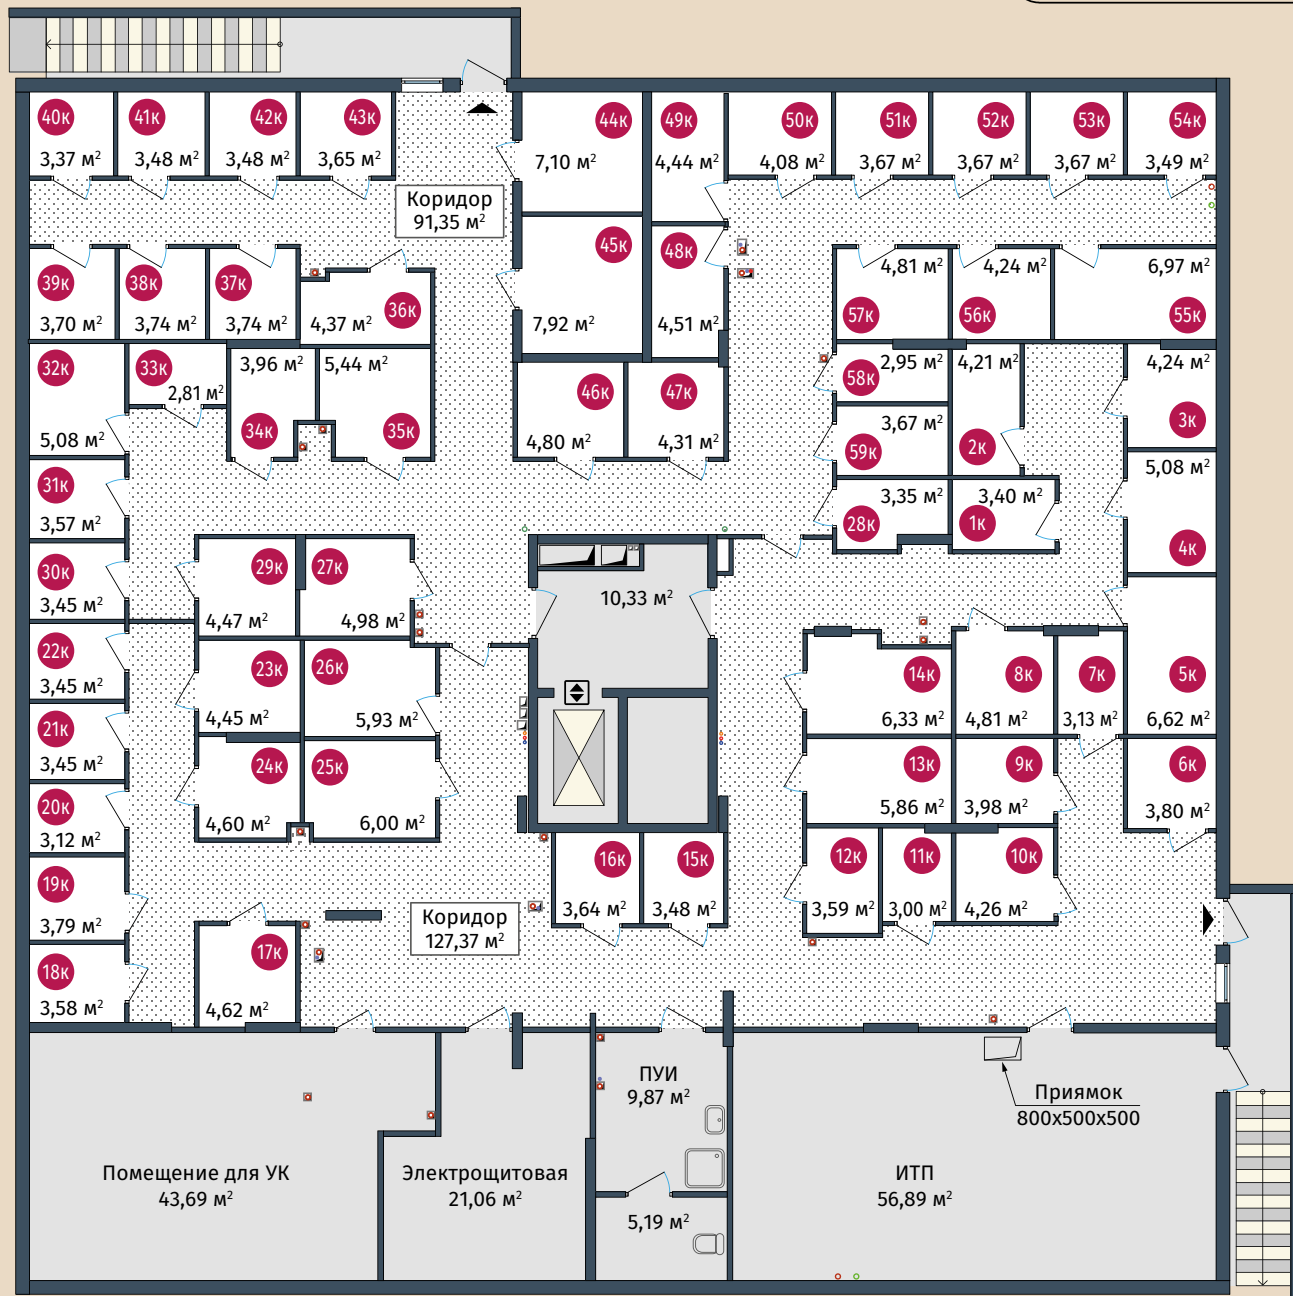 40к
41к
42к
43к
44к
49к
50к
51к
52к
53к
54к
3,37 м²
3,48 м²
3,48 м²
3,65 м²
7,10 м²
4,44 м²
4,08 м²
3,67 м²
3,67 м²
3,67 м²
3,49 м²
Коридор
91,35 м²
39к
38к
37к
36к
45к
48к
4,81 м²
4,24 м²
6,97 м²
3,70 м²
3,74 м²
3,74 м²
4,37 м²
7,92 м²
4,51 м²
57к
56к
55к
32к
33к
3,96 м²
5,44 м²
46к
47к
58к
2,95 м²
4,21 м²
4,24 м²
2,81 м²
5,08 м²
34к
35к
4,80 м²
4,31 м²
3,67 м²
59к
2к
3к
31к
3,57 м²
3,35 м²
28к
3,40 м²
1к
5,08 м²
4к
30к
3,45 м²
29к
4,47 м²
27к
4,98 м²
10,33 м²
22к
3,45 м²
23к
4,45 м²
26к
5,93 м²
14к
6,33 м²
8к
4,81 м²
7к
3,13 м²
5к
6,62 м²
21к
3,45 м²
24к
4,60 м²
25к
6,00 м²
13к
5,86 м²
9к
3,98 м²
6к
3,80 м²
20к
3,12 м²
19к
3,79 м²
16к
3,64 м²
15к
3,48 м²
12к
3,59 м²
11к
3,00 м²
10к
4,26 м²
Коридор
127,37 м²
18к
3,58 м²
17к
4,62 м²
ПУИ
9,87 м²
Приямок
800х500х500
Помещение для УК
43,69 м²
Электрощитовая
21,06 м²
ИТП
56,89 м²
5,19 м²